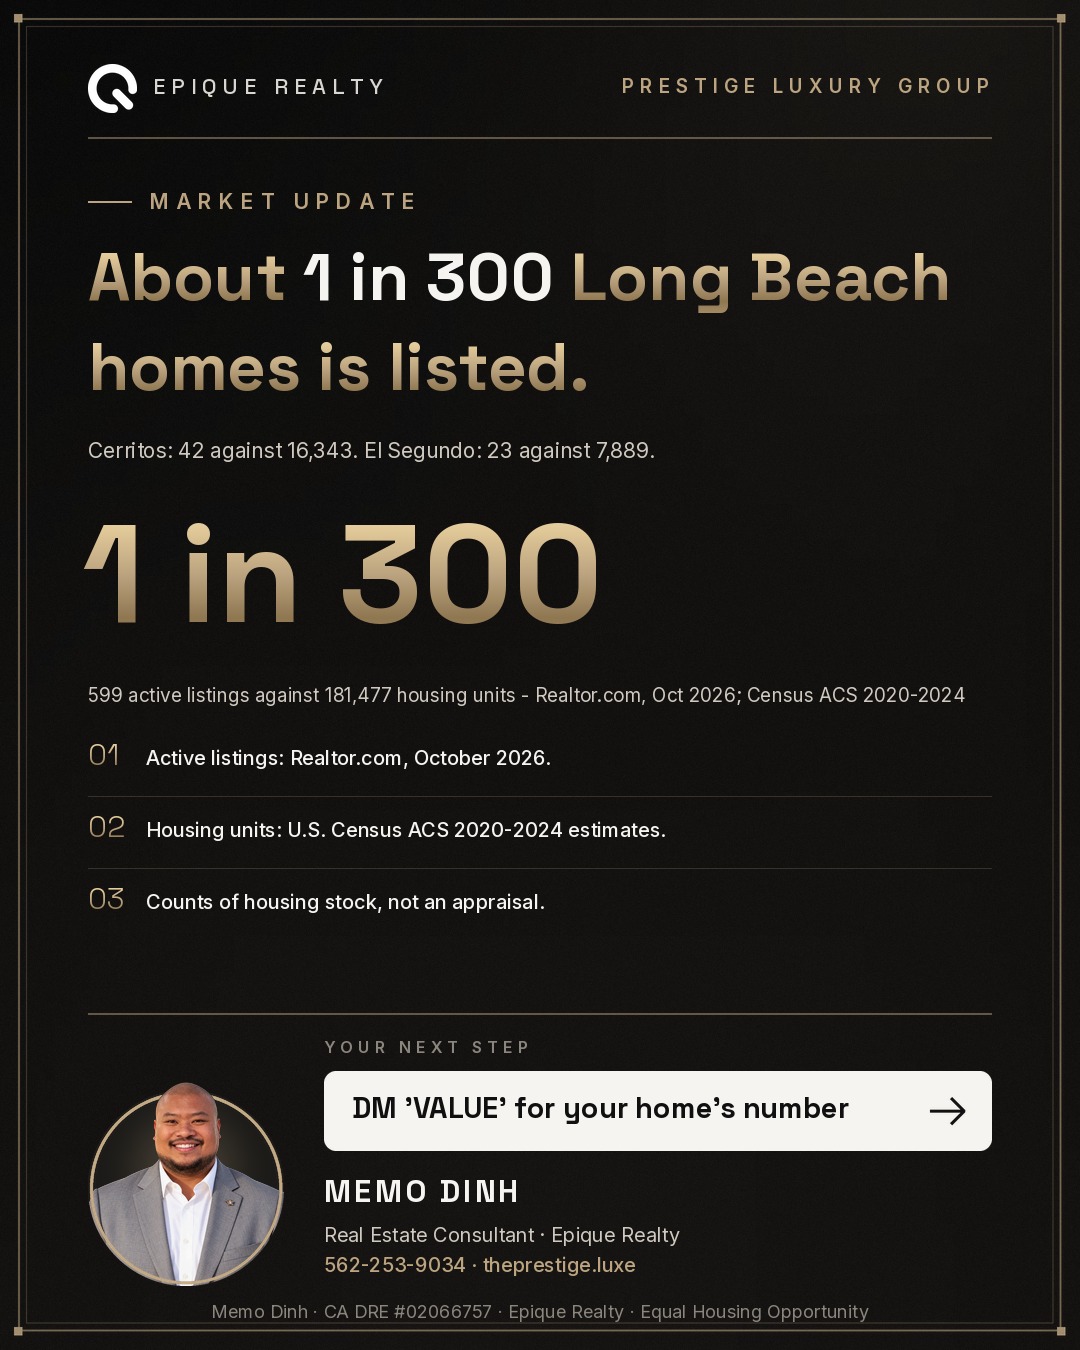 EPIQUE REALTY
PRESTIGE LUXURY GROUP
MARKET UPDATE
About 1 in 300 Long Beach
homes is listed.
Cerritos: 42 against 16,343. El Segundo: 23 against 7,889.
1 in 300
599 active listings against 181,477 housing units - Realtor.com, Oct 2026; Census ACS 2020-2024
01 Active listings: Realtor.com, October 2026.
02 Housing units: U.S. Census ACS 2020-2024 estimates.
03 Counts of housing stock, not an appraisal.
YOUR NEXT STEP
DM ’VALUE’ for your home’s number
MEMO DINH
Real Estate Consultant · Epique Realty
562-253-9034 · theprestige.luxe
Memo Dinh · CA DRE #02066757 · Epique Realty · Equal Housing Opportunity